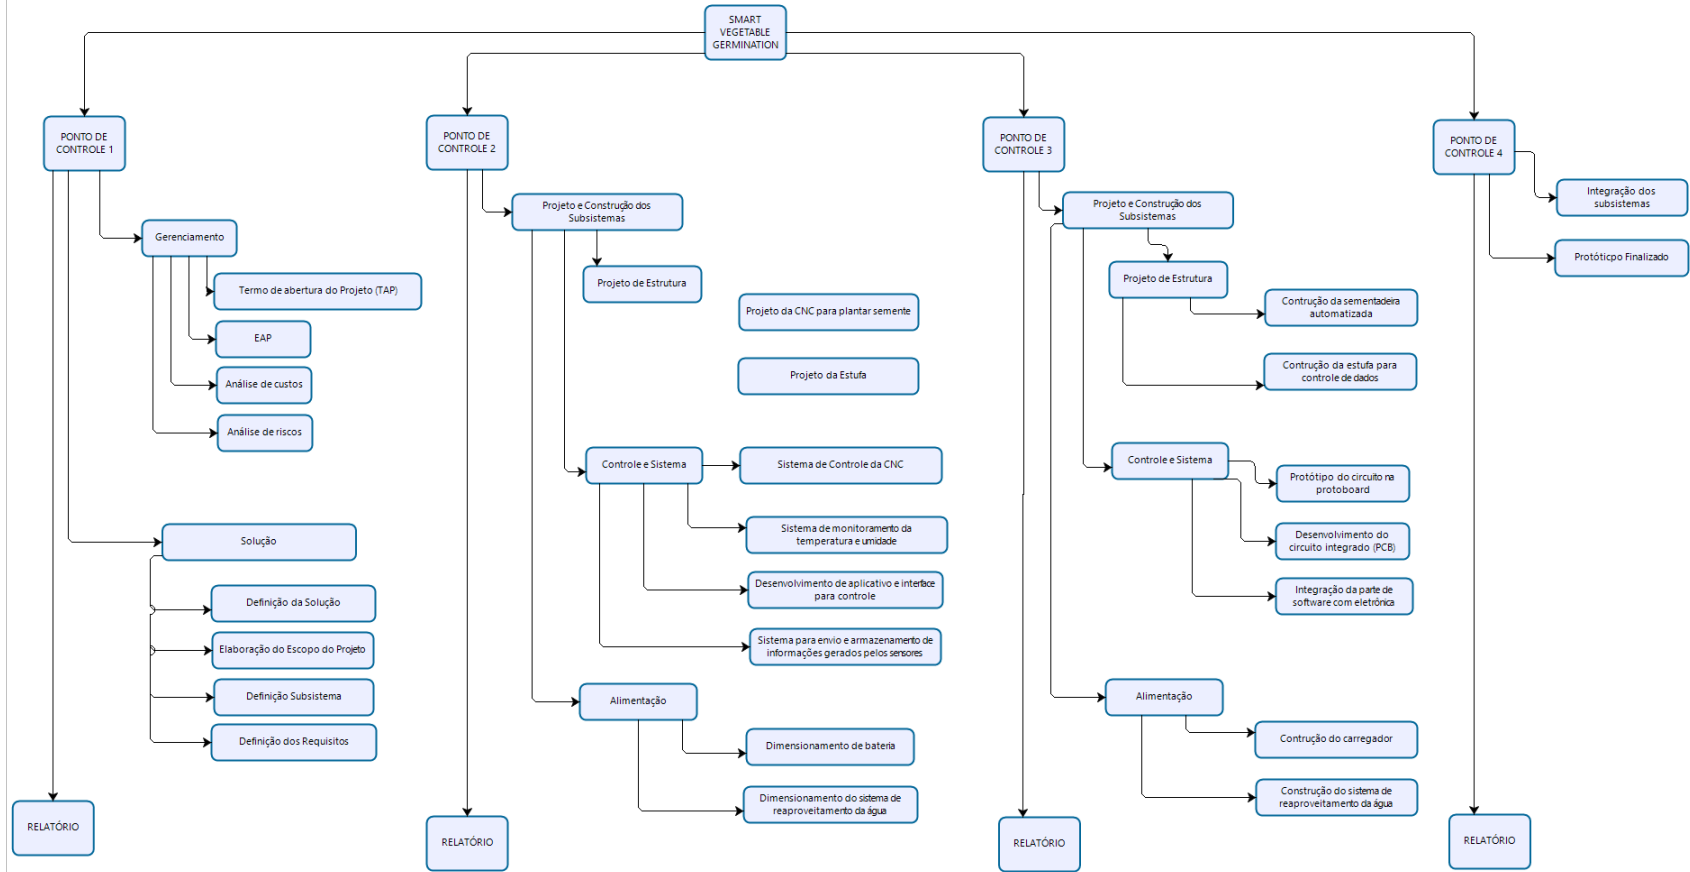 SMART
VEGETABLE
GERMINATION
PONTO DE
CONTROLE 1
Gerenciamento
Termo de abertura do Projeto (TAP)
EAP
Análise de custos
Análise de riscos
Solução
Definição da Solução
Elaboração do Escopo do Projeto
Definição Subsistema
Definição dos Requisitos
RELATÓRIO
PONTO DE
CONTROLE 2
Projeto e Construção dos
Subsistemas
Projeto de Estrutura
Projeto da CNC para plantar semente
Projeto da Estufa
Controle e Sistema
Sistema de Controle da CNC
Sistema de monitoramento da
temperatura e umidade
Desenvolvimento de aplicativo e interface
para controle
Sistema para envio e armazenamento de
informações gerados pelos sensores
Alimentação
Dimensionamento de bateria
Dimensionamento do sistema de
reaproveitamento da água
RELATÓRIO
PONTO DE
CONTROLE 3
Projeto e Construção dos
Subsistemas
Projeto de Estrutura
Contrução da sementadeira
automatizada
Contrução da estufa para
controle de dados
Controle e Sistema
Protótipo do circuito na
protoboard
Desenvolvimento do
circuito integrado (PCB)
Integração da parte de
software com eletrônica
Alimentação
Contrução do carregador
Construção do sistema de
reaproveitamento da água
RELATÓRIO
PONTO DE
CONTROLE 4
Integração dos
subsistemas
Protóticpo Finalizado
RELATÓRIO